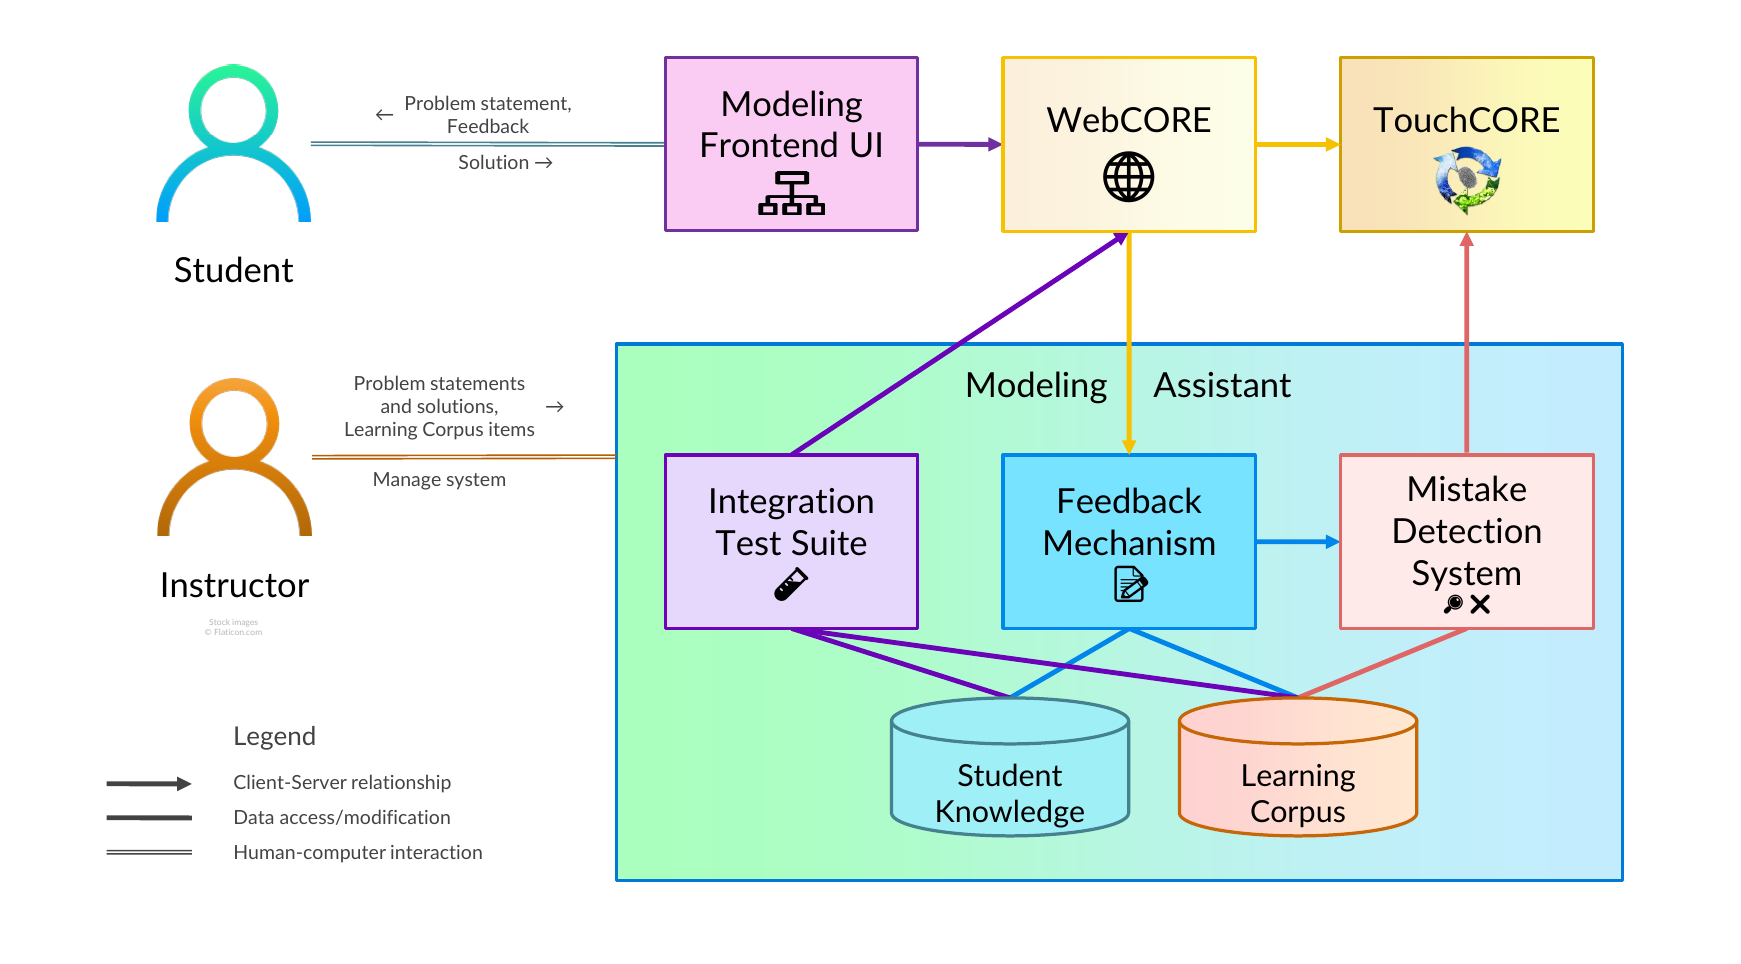 ← Problem statement,
Feedback
Solution →
Student
Modeling
Frontend UI
WebCORE
TouchCORE
Problem statements
and solutions, →
Learning Corpus items
Manage system
Instructor
Stock images
© Flaticon.com
Modeling Assistant
Integration
Test Suite
Feedback
Mechanism
Mistake
Detection
System
Student
Knowledge
Learning
Corpus
Legend
Client-Server relationship
Data access/modification
Human-computer interaction